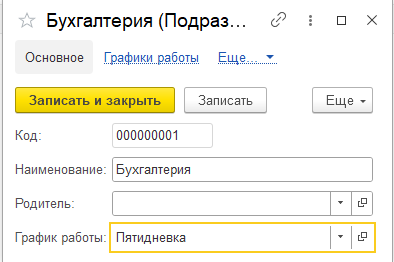 Бухгалтерия (Подраз...
Основное Графики работы Еще...
Записать и закрыть Записать Еще
Код: 000000001
Наименование: Бухгалтерия
Родитель:
График работы: Пятидневка